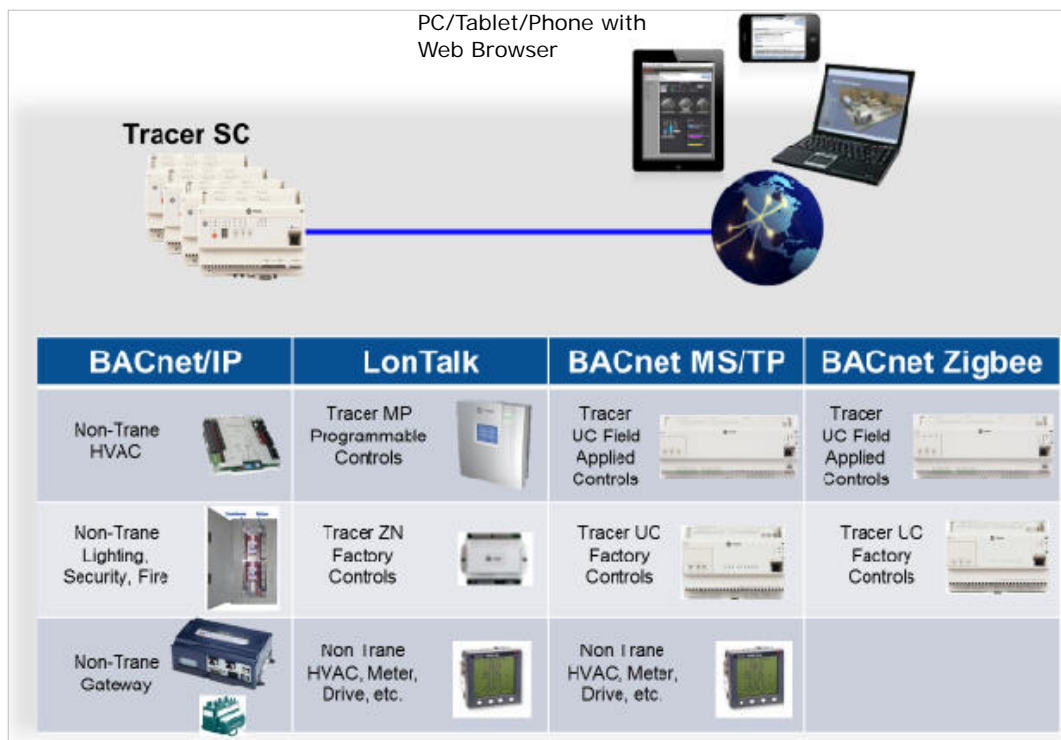 PC/Tablet/Phone with
Web Browser
Tracer SC
BACnet/IP
LonTalk
BACnet MS/TP
BACnet Zigbee
Non-Trane
HVAC
Tracer MP
Programmable
Controls
Tracer
UC Field
Applied
Controls
Tracer
UC Field
Applied
Controls
Non-Trane
Lighting,
Security, Fire
Tracer ZN
Factory
Controls
Tracer UC
Factory
Controls
Tracer UC
Factory
Controls
Non-Trane
Gateway
Non Trane
HVAC, Meter,
Drive, etc.
Non Trane
HVAC, Meter,
Drive, etc.